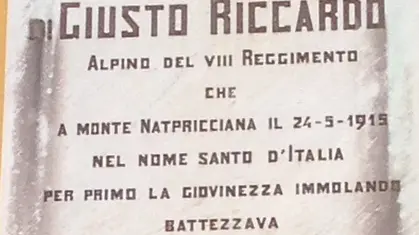 DI GIUSTO RICCARDO
ALPINO DEL VIII REGGIMENTO
CHE
A MONTE NATPRICCIANA IL 24-5-1915
NEL NOME SANTO D'ITALIA
PER PRIMO LA GIOVINEZZA IMMOLANDO
BATTEZZAVA